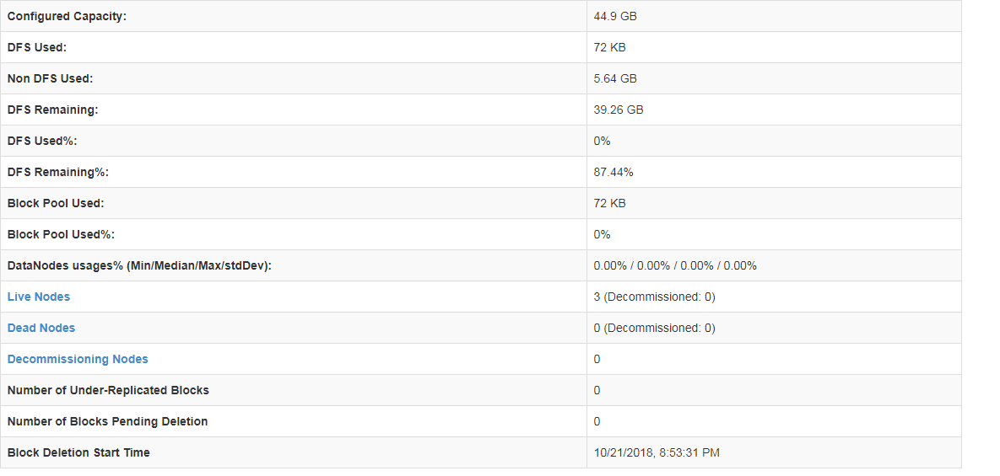 Configured Capacity: 44.9 GB
DFS Used: 72 KB
Non DFS Used: 5.64 GB
DFS Remaining: 39.26 GB
DFS Used%: 0%
DFS Remaining%: 87.44%
Block Pool Used: 72 KB
Block Pool Used%: 0%
DataNodes usages% (Min/Median/Max/stdDev): 0.00% / 0.00% / 0.00% / 0.00%
Live Nodes 3 (Decommissioned: 0)
Dead Nodes 0 (Decommissioned: 0)
Decommissioning Nodes 0
Number of Under-Replicated Blocks 0
Number of Blocks Pending Deletion 0
Block Deletion Start Time 10/21/2018, 8:53:31 PM